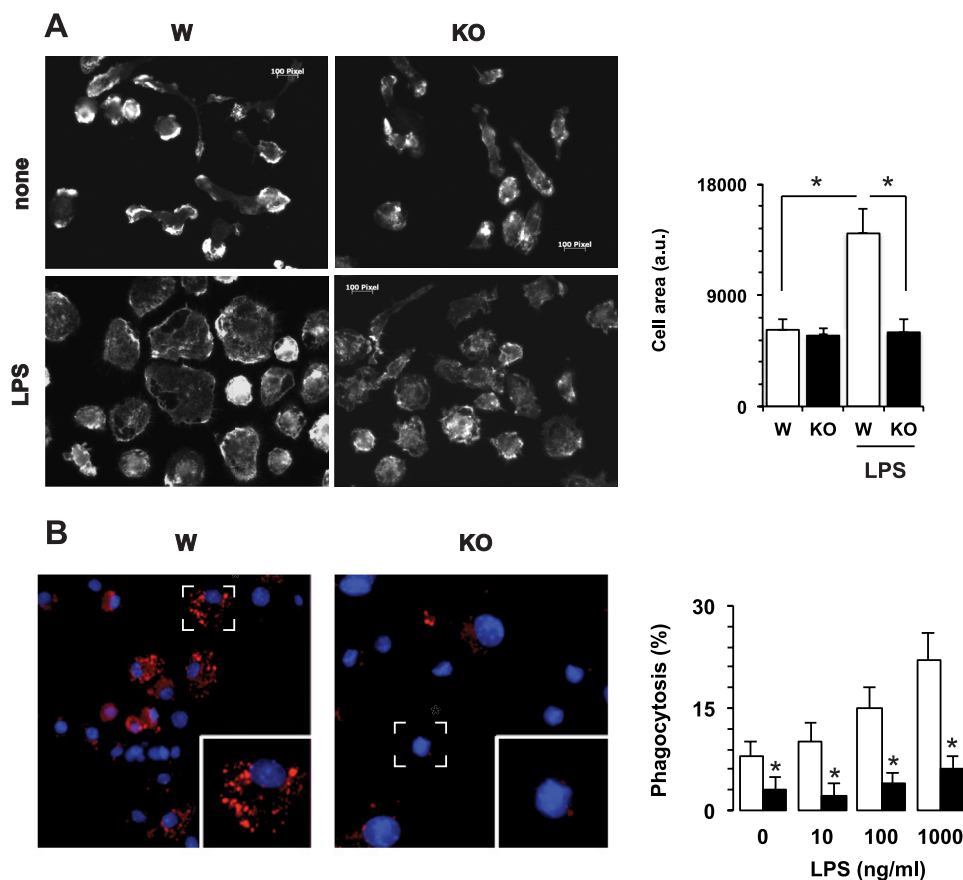 A
W
KO
none
100 Pixel
100 Pixel
LPS
100 Pixel
18000
9000
0
Cell area (a.u.)
*
*
W
KO
W
KO
LPS
B
W
KO
*
30
15
0
Phagocytosis (%)
*
*
*
*
0
10
100
1000
LPS (ng/ml)